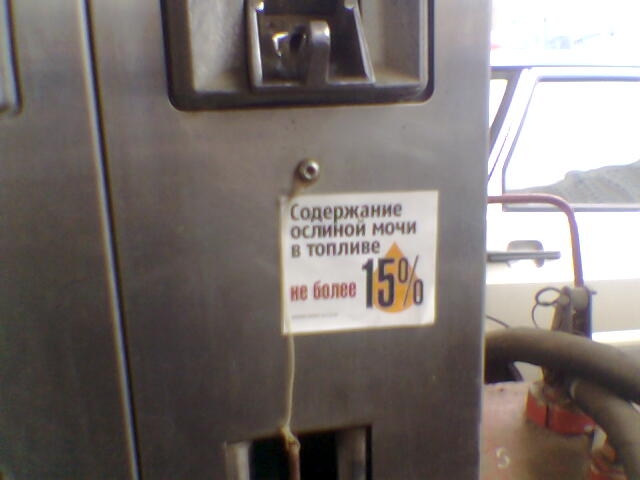 Содержание
ослиной мочи
в топливе
не более 15%